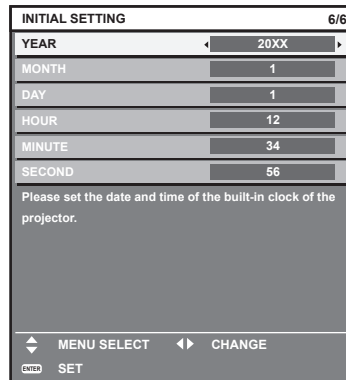 INITIAL SETTING 6/6
YEAR 20XX
MONTH 1
DAY 1
HOUR 12
MINUTE 34
SECOND 56
Please set the date and time of the built-in clock of the
projector.
MENU SELECT CHANGE
ENTER SET